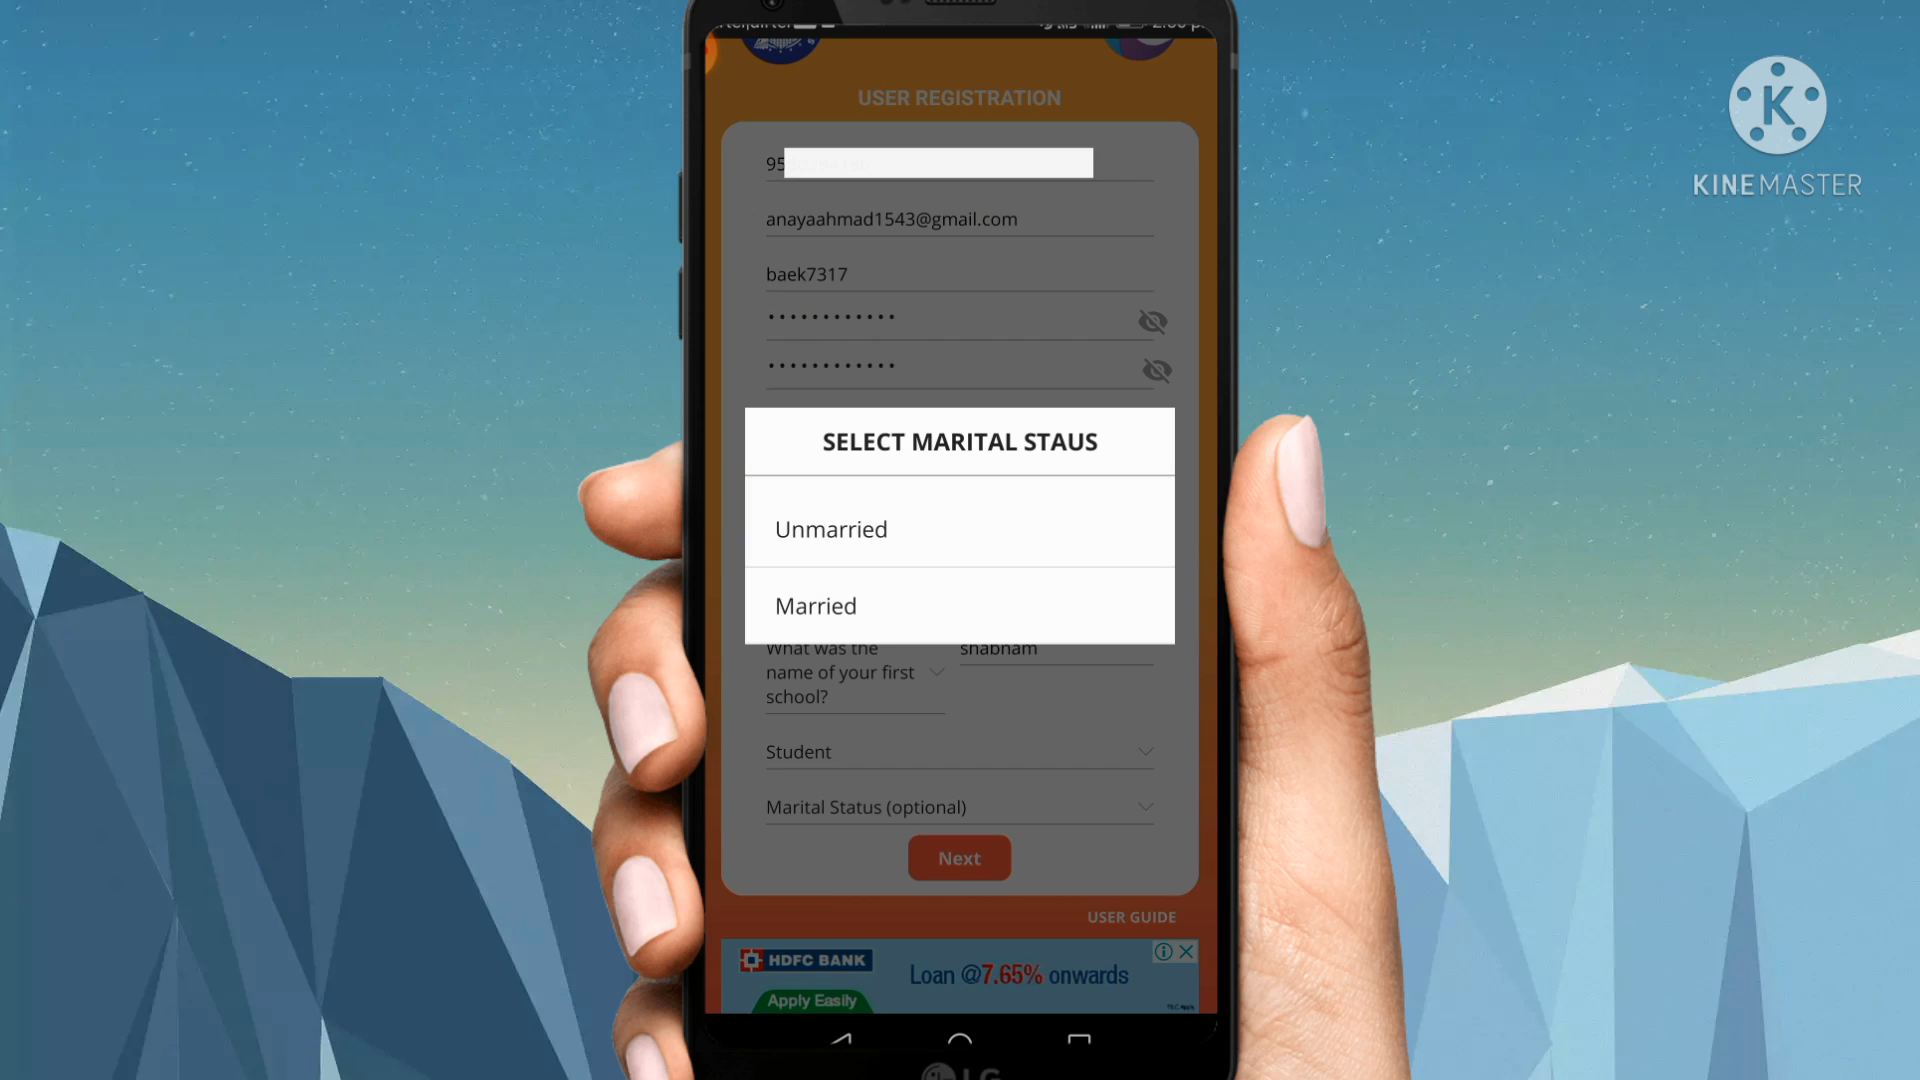 USER REGISTRATION
95
anayaahmad1543@gmail.com
baek7317
SELECT MARITAL STAUS
Unmarried
Married
What was the name of your first school?
shabnam
Student
Marital Status (optional)
Next
USER GUIDE
HDFC BANK
Loan @7.65% onwards
Apply Easily
LG
K
KINEMASTER